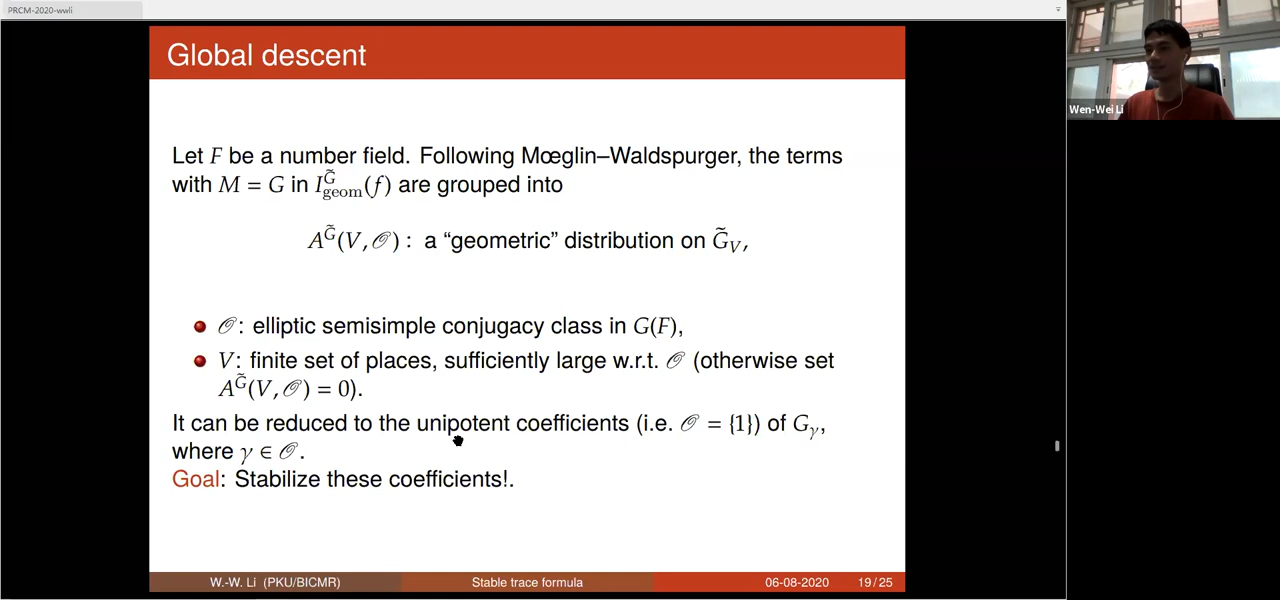 PRCM-2020-wwli
Global descent
Let F be a number field. Following Mœglin–Waldspurger, the terms
with M = G in I^{G̃}_{geom}(f) are grouped into
A^{G̃}(V, 𝒪) : a “geometric” distribution on G̃_V,
𝒪: elliptic semisimple conjugacy class in G(F),
V: finite set of places, sufficiently large w.r.t. 𝒪 (otherwise set
A^{G̃}(V, 𝒪) = 0).
It can be reduced to the unipotent coefficients (i.e. 𝒪 = {1}) of G_γ,
where γ ∈ 𝒪.
Goal: Stabilize these coefficients!.
W.-W. Li (PKU/BICMR) Stable trace formula 06-08-2020 19/25
Wen-Wei Li